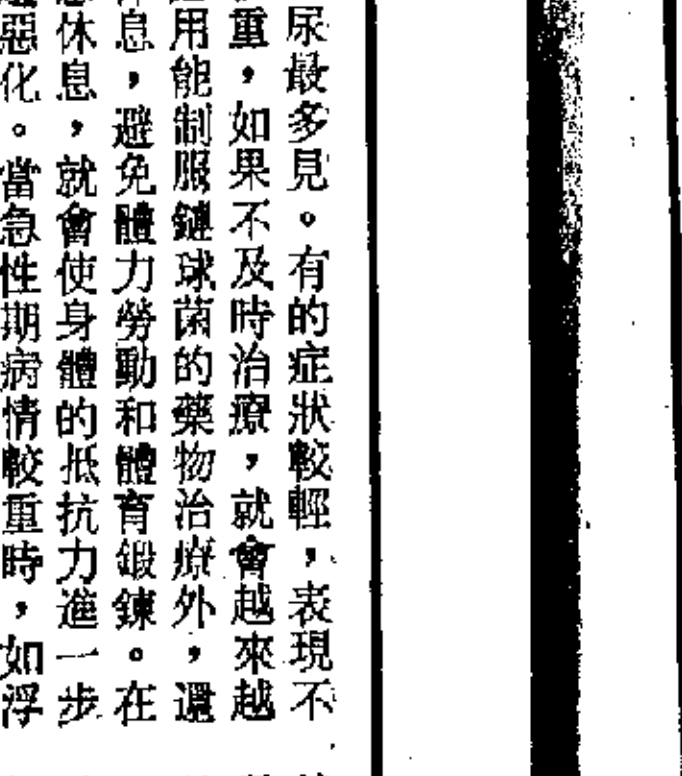 尿最多見。有的症狀較輕，表現不
重，如果不及時治療，就會越來越
用能制服鏈球菌的藥物治療外，還
息，避免體力勞動和體育鍛鍊。在
休息，就會使身體的抵抗力進一步
惡化。當急性期病情較重時，如浮